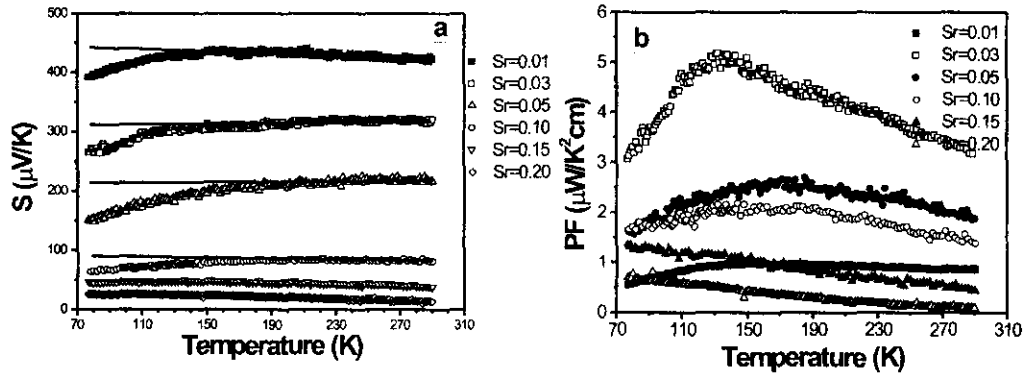 a
S (μV/K)
500
400
300
200
100
0
70
110
150
190
230
270
310
Temperature (K)
Sr=0.01
Sr=0.03
Sr=0.05
Sr=0.10
Sr=0.15
Sr=0.20
b
PF (μW/K²cm)
6
5
4
3
2
1
0
70
110
150
190
230
270
310
Temperature (K)
Sr=0.01
Sr=0.03
Sr=0.05
Sr=0.10
Sr=0.15
Sr=0.20